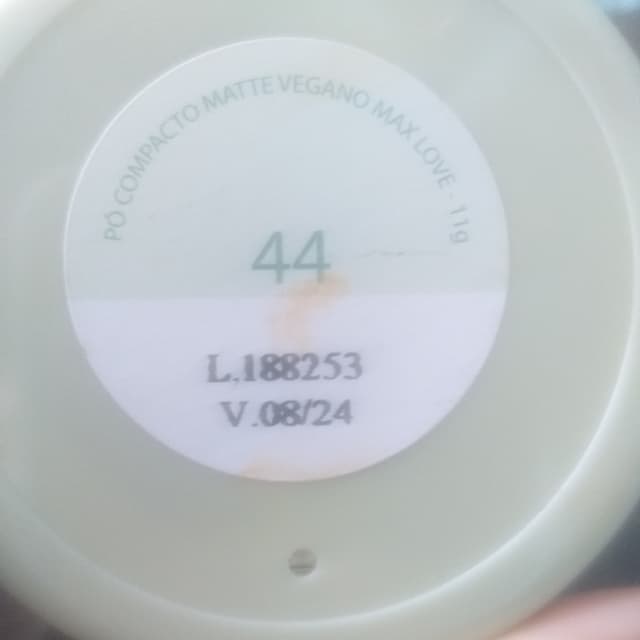 PÓ COMPACTO MATTE VEGANO MAX LOVE - 11g
44
L.188253
V.08/24